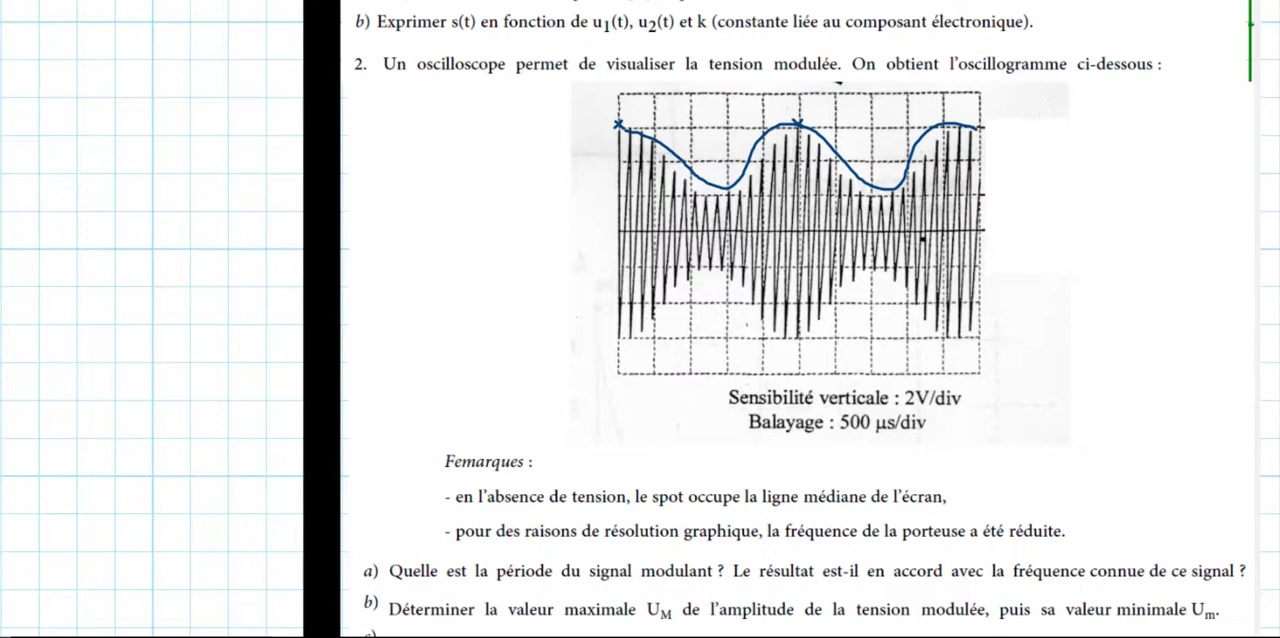 b) Exprimer s(t) en fonction de u1(t), u2(t) et k (constante liée au composant électronique).
2. Un oscilloscope permet de visualiser la tension modulée. On obtient l'oscillogramme ci-dessous :
Sensibilité verticale : 2V/div
Balayage : 500 µs/div
Femarques :
- en l'absence de tension, le spot occupe la ligne médiane de l'écran,
- pour des raisons de résolution graphique, la fréquence de la porteuse a été réduite.
a) Quelle est la période du signal modulant ? Le résultat est-il en accord avec la fréquence connue de ce signal ?
b) Déterminer la valeur maximale UM de l'amplitude de la tension modulée, puis sa valeur minimale Um.